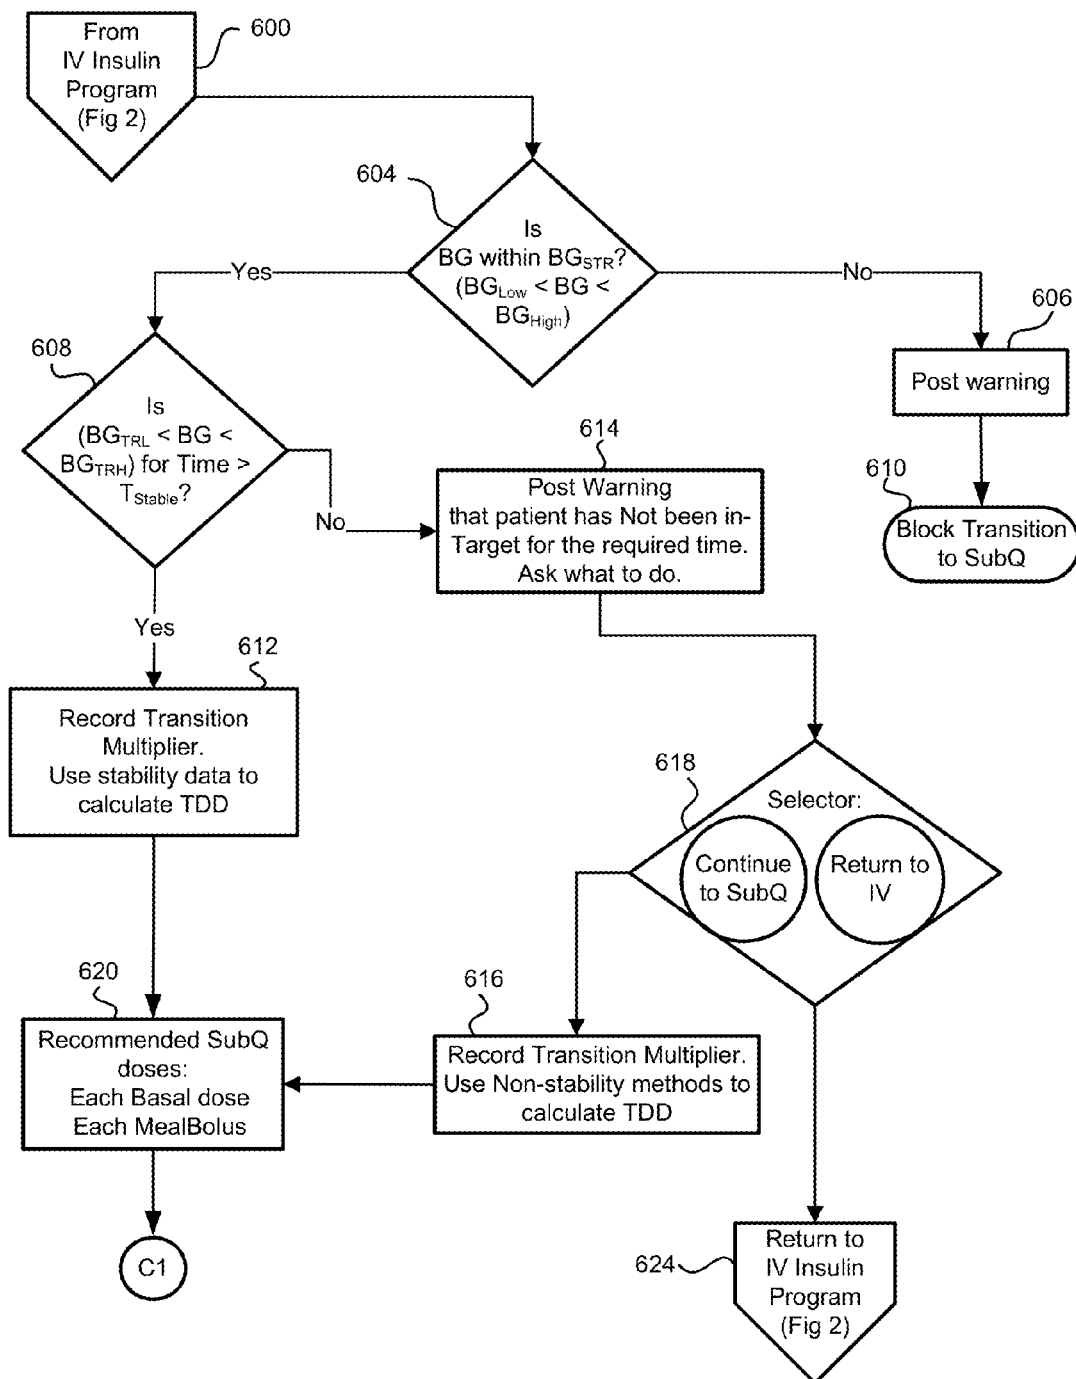 From
IV Insulin
Program
(Fig 2)
600
604
Is
BG within BGSTR?
(BGLow < BG <
BGHigh)
Yes
No
606
Post warning
608
Is
(BGTRL < BG <
BGTRH) for Time >
TStable?
No
614
Post Warning
that patient has Not been in-
Target for the required time.
Ask what to do.
610
Block Transition
to SubQ
Yes
612
Record Transition
Multiplier.
Use stability data to
calculate TDD
618
Selector:
Continue
to SubQ
Return to
IV
620
Recommended SubQ
doses:
Each Basal dose
Each MealBolus
616
Record Transition Multiplier.
Use Non-stability methods to
calculate TDD
C1
624
Return to
IV Insulin
Program
(Fig 2)